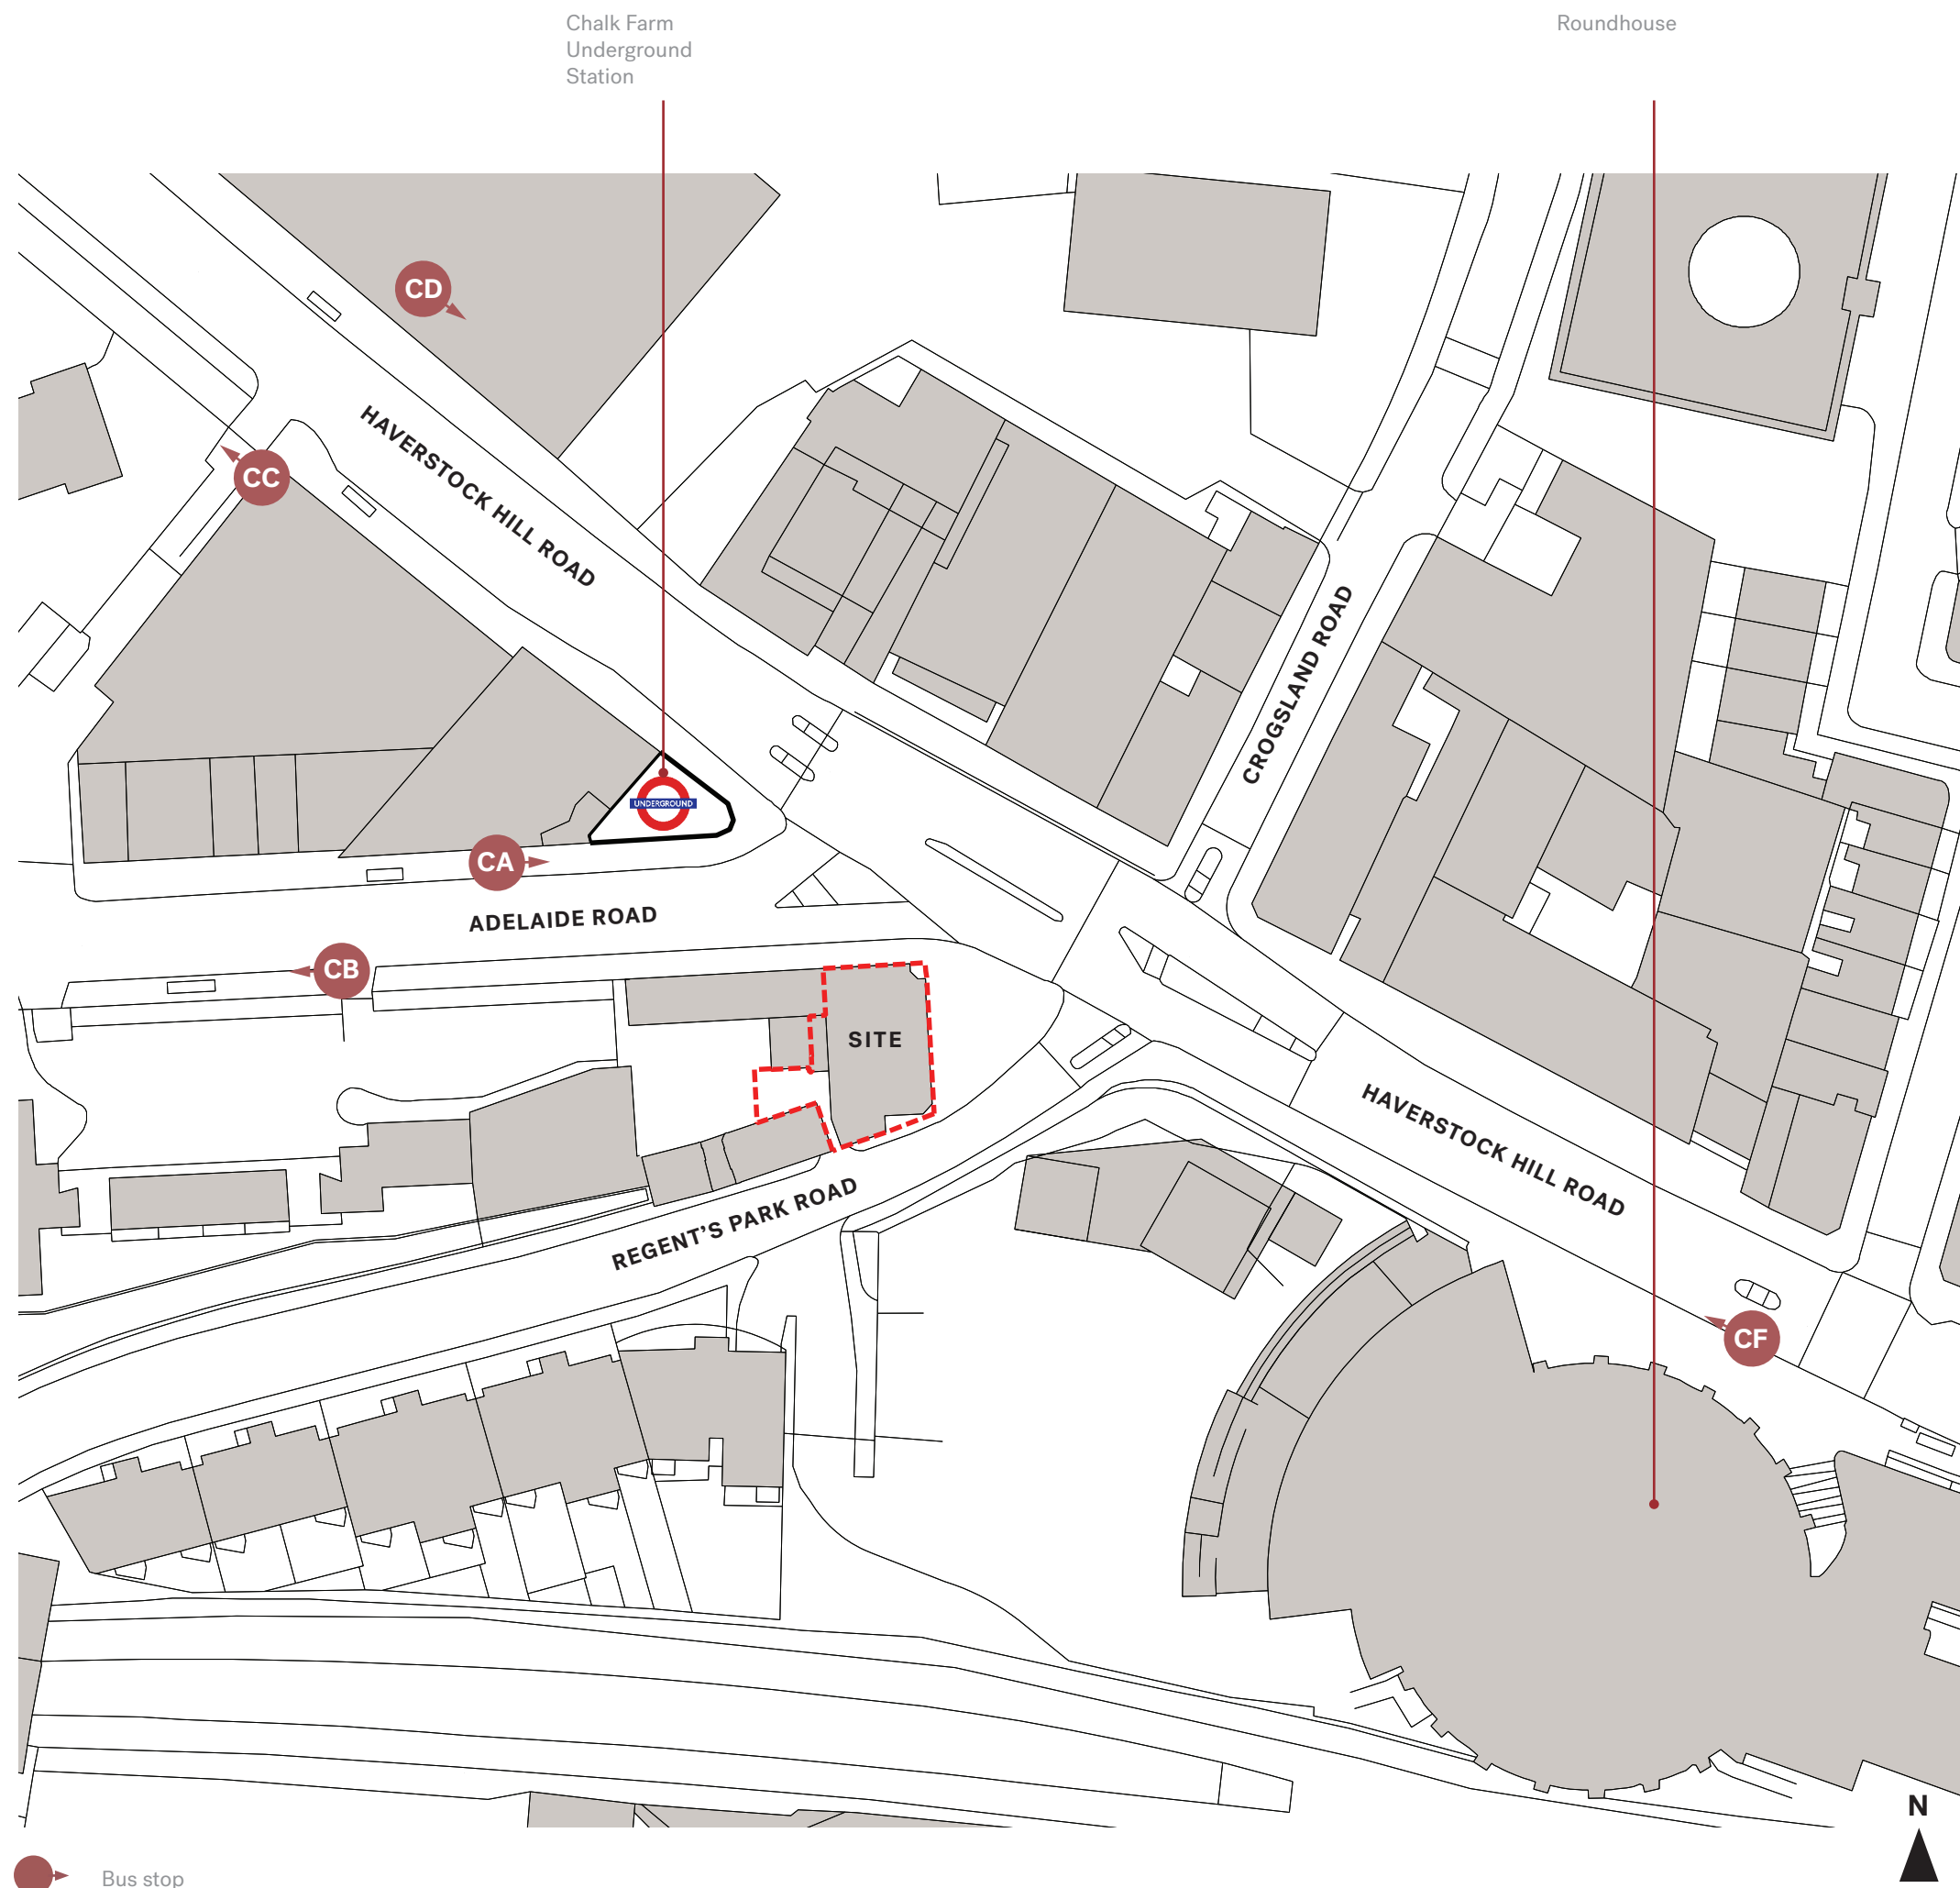 Chalk Farm
Underground
Station
Roundhouse
CD
HAVERSTOCK HILL ROAD
CC
CROGSLAND ROAD
UNDERGROUND
CA
ADELAIDE ROAD
CB
SITE
HAVERSTOCK HILL ROAD
REGENT'S PARK ROAD
CF
N
Bus stop